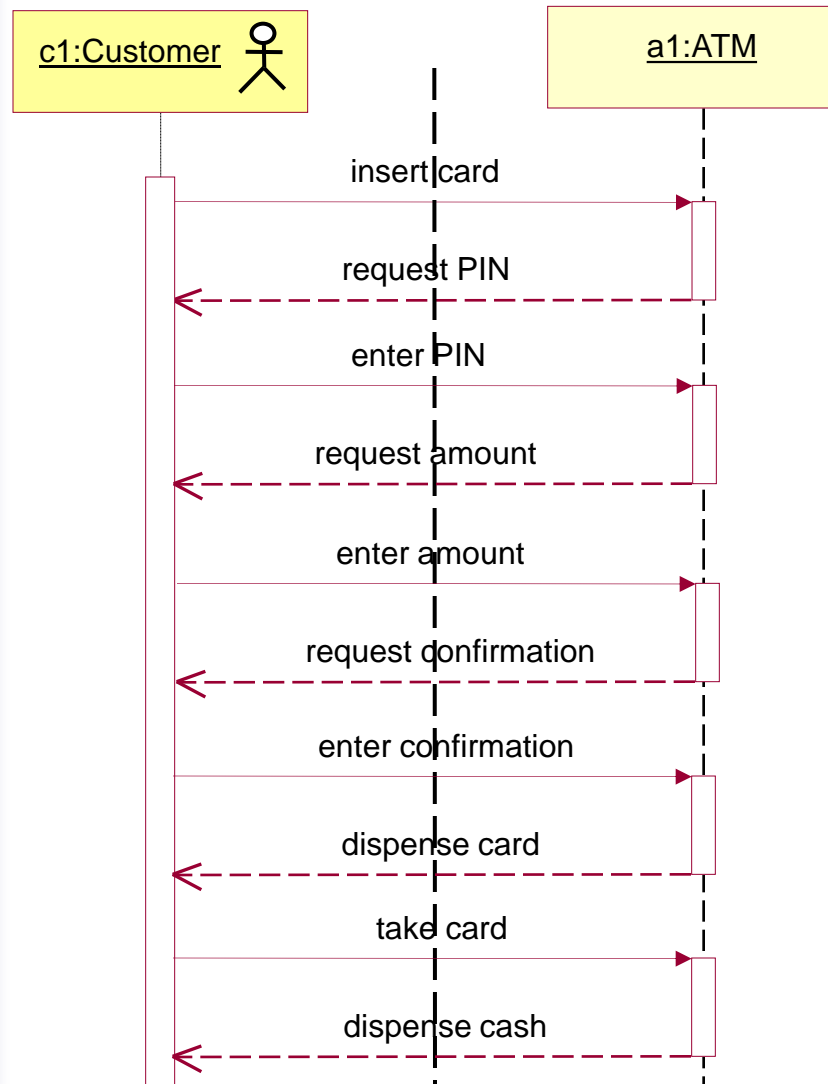 c1:Customer
a1:ATM
insert card
request PIN
enter PIN
request amount
enter amount
request confirmation
enter confirmation
dispense card
take card
dispense cash